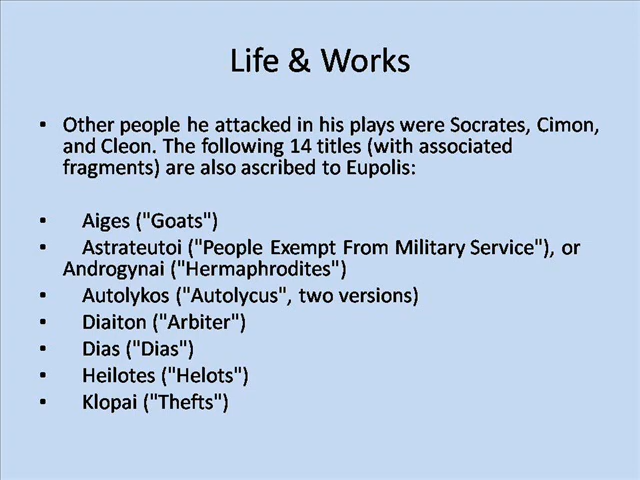 Life & Works
• Other people he attacked in his plays were Socrates, Cimon,
and Cleon. The following 14 titles (with associated
fragments) are also ascribed to Eupolis:
• Aiges ("Goats")
• Astrateutoi ("People Exempt From Military Service"), or
Androgynai ("Hermaphrodites")
• Autolykos ("Autolycus", two versions)
• Diaiton ("Arbiter")
• Dias ("Dias")
• Heilotes ("Helots")
• Klopai ("Thefts")